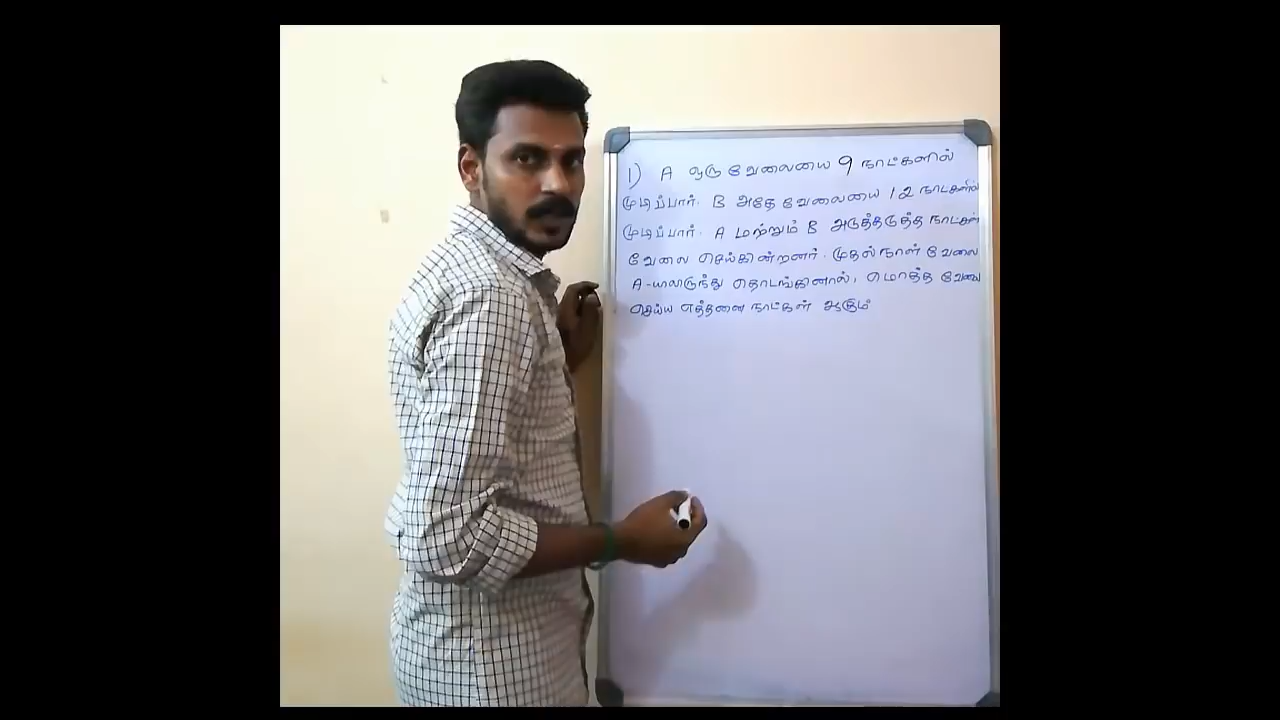 1) A ஒரு வேலையை 9 நாட்களில்
முடிப்பார். B அதே வேலையை 12 நாட்களில்
முடிப்பார். A மற்றும் B அடுத்தடுத்த நாட்கள்
வேலை செய்கின்றனர். முதல் நாள் வேலை
A-யாலிருந்து தொடங்கினால், மொத்த வேலை
செய்ய எத்தனை நாட்கள் ஆகும்